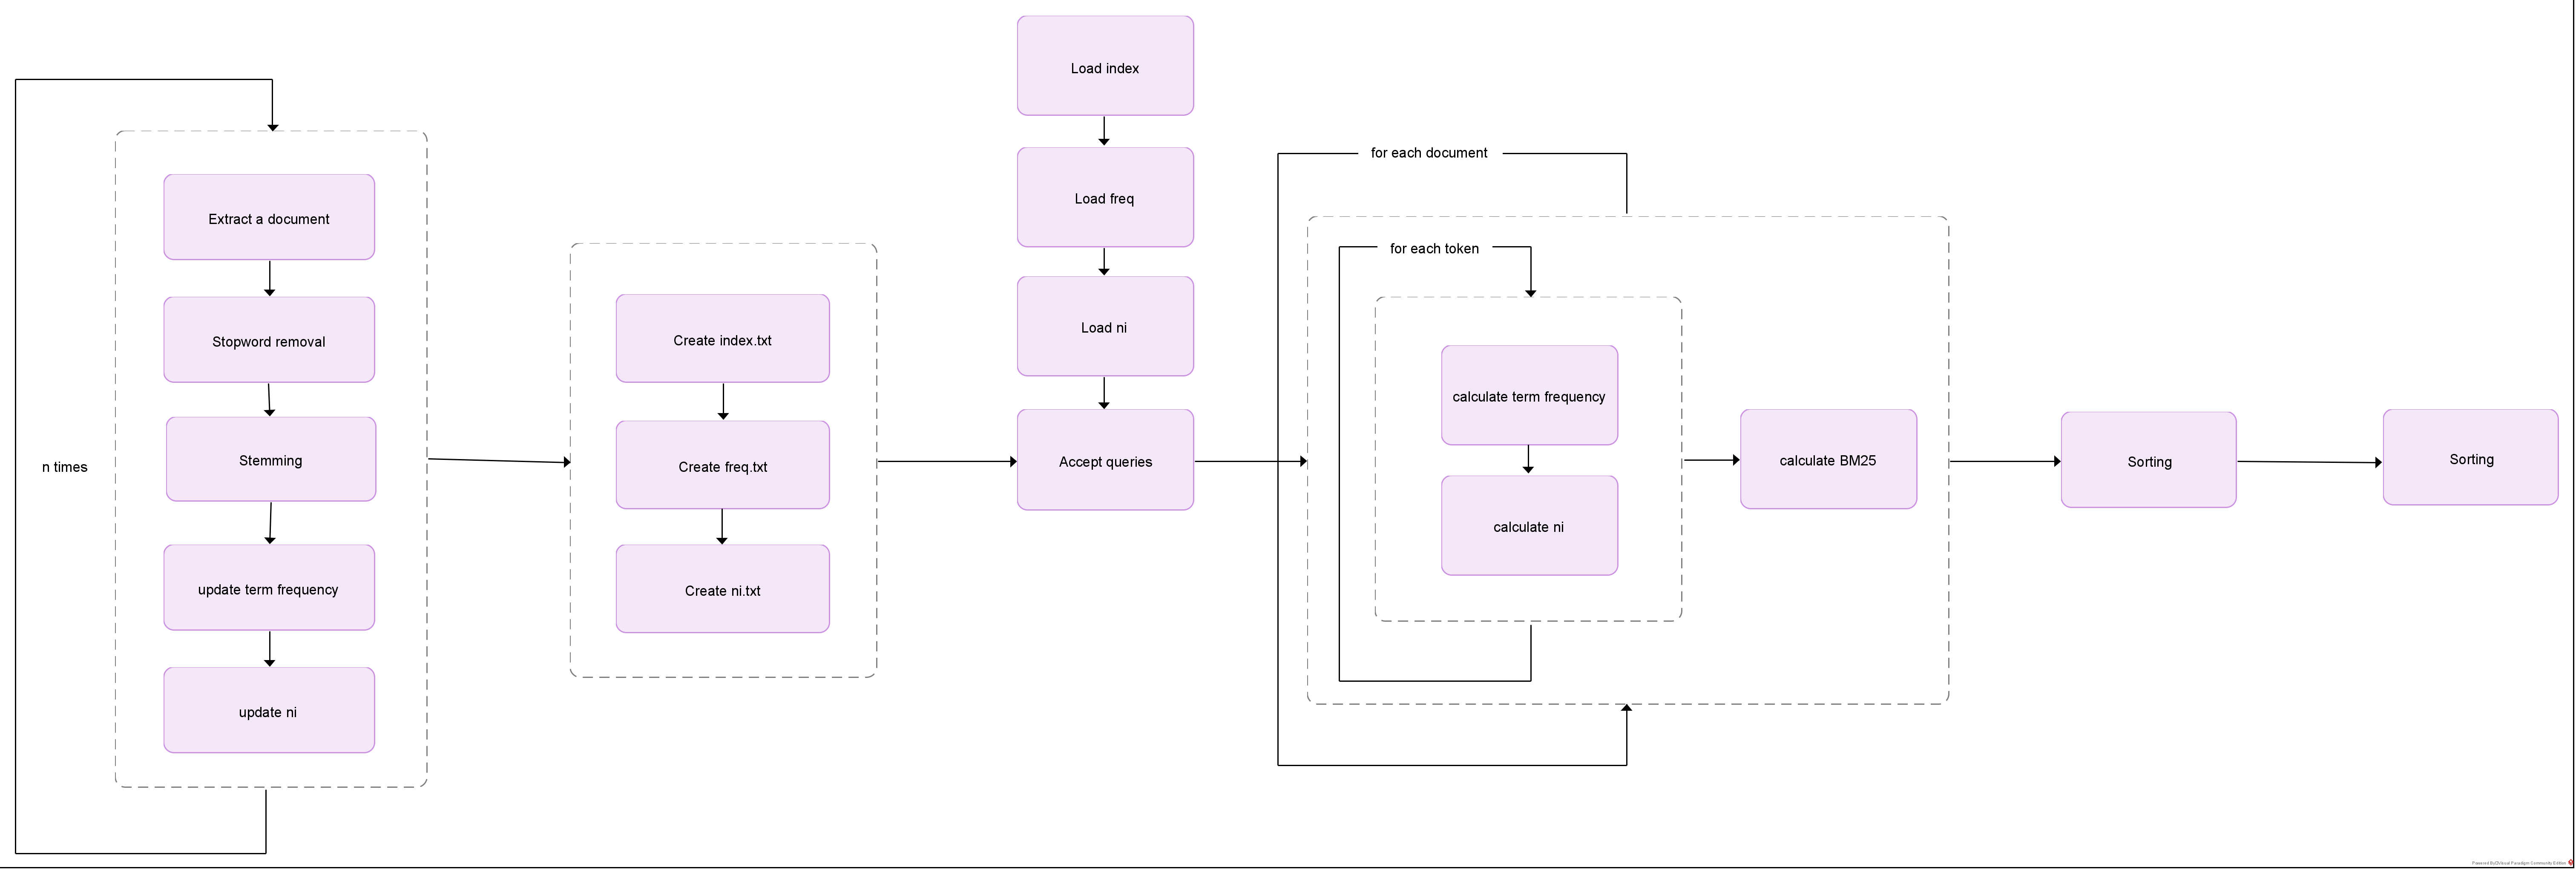 n times
Extract a document
Stopword removal
Stemming
update term frequency
update ni
Create index.txt
Create freq.txt
Create ni.txt
Load index
Load freq
Load ni
Accept queries
for each document
for each token
calculate term frequency
calculate ni
calculate BM25
Sorting
Sorting
Powered By Visual Paradigm Community Edition